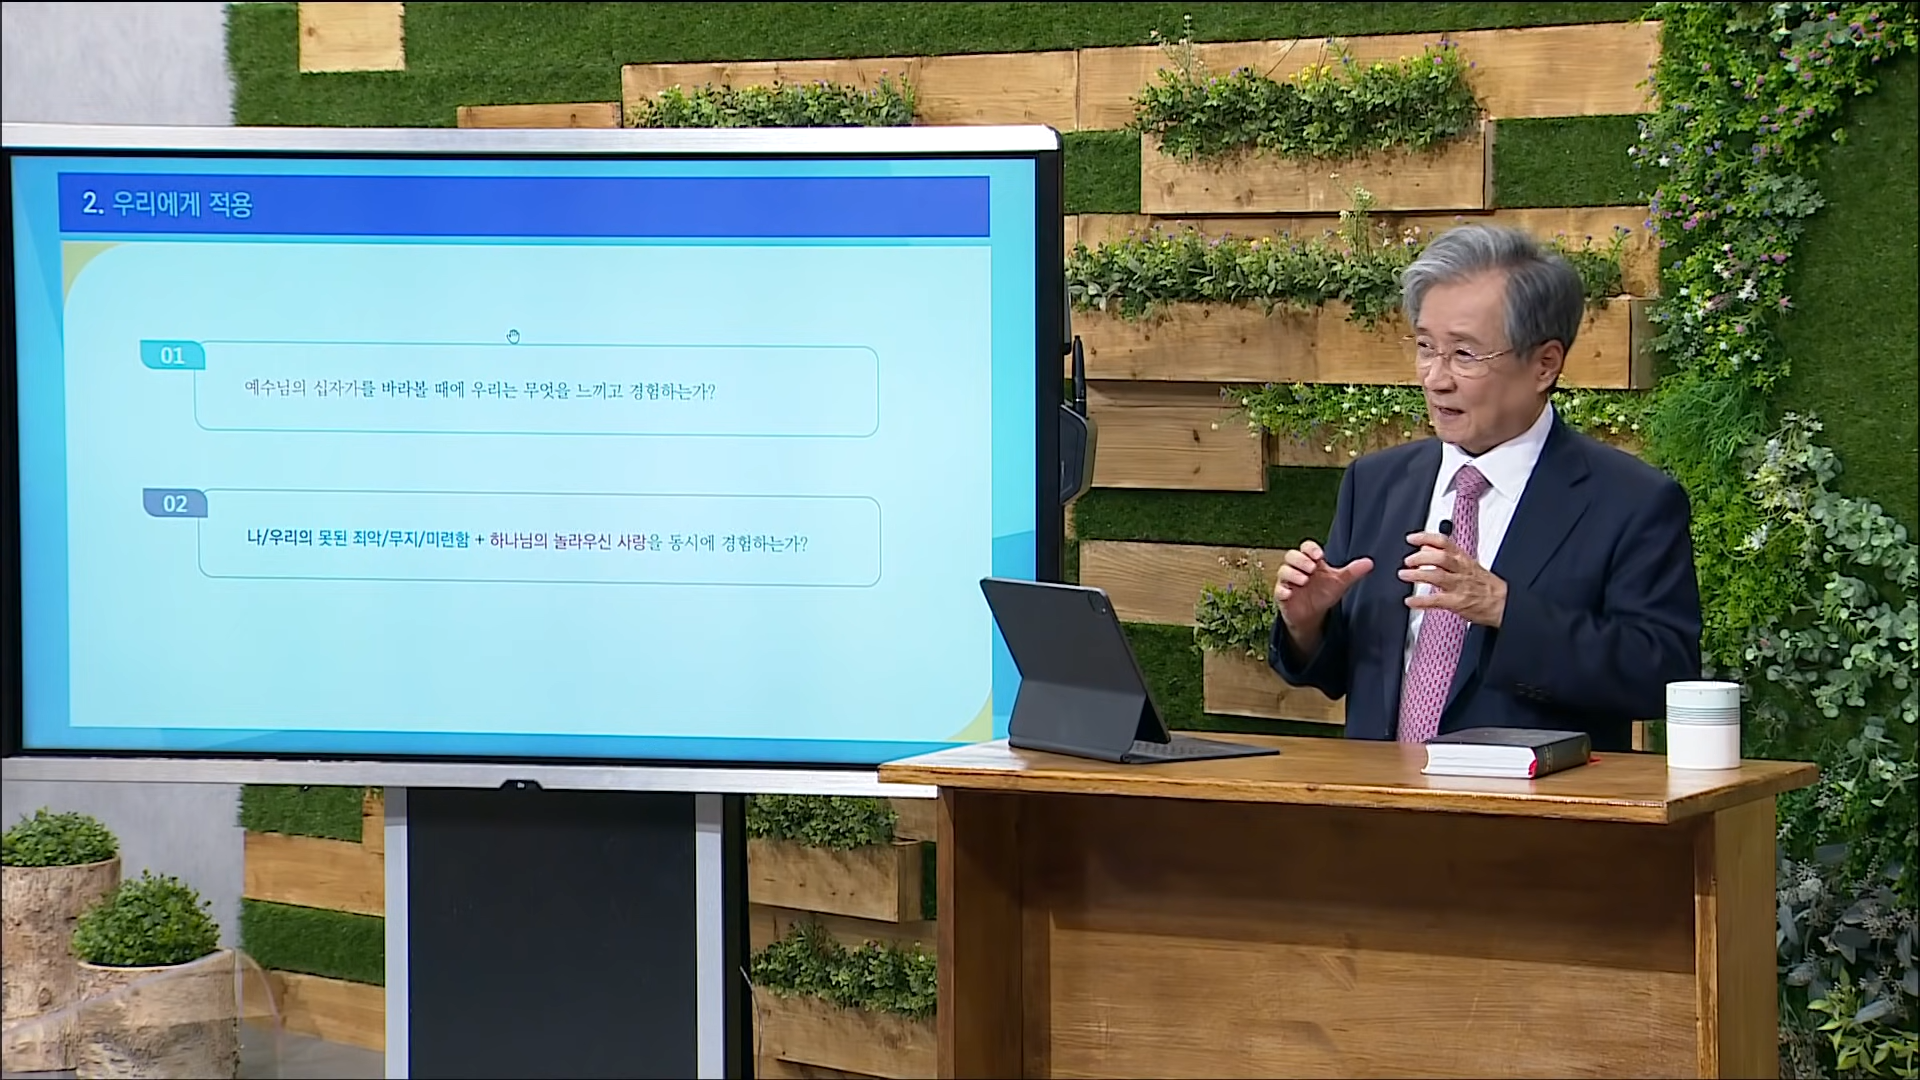 2. 우리에게 적용
01
예수님의 십자가를 바라볼 때에 우리는 무엇을 느끼고 경험하는가?
02
나/우리의 못된 죄악/무지/미련함 + 하나님의 놀라우신 사랑을 동시에 경험하는가?